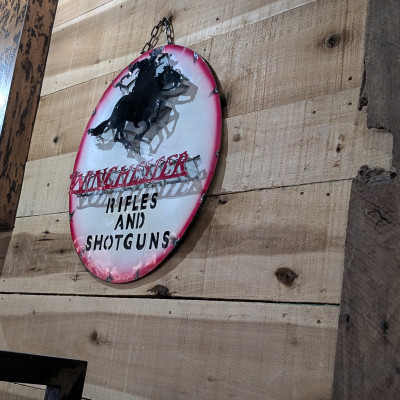 WINCHESTER
RIFLES
AND
SHOTGUNS